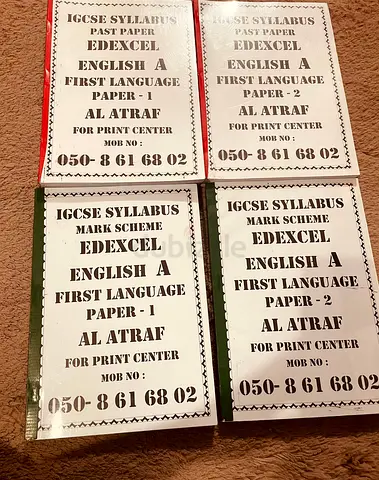 IGCSE SYLLABUS
PAST PAPER
EDEXCEL
ENGLISH A
FIRST LANGUAGE
PAPER - 1
AL ATRAF
FOR PRINT CENTER
MOB NO :
050- 8 61 68 02
IGCSE SYLLABUS
PAST PAPER
EDEXCEL
ENGLISH A
FIRST LANGUAGE
PAPER - 2
AL ATRAF
FOR PRINT CENTER
MOB NO :
050- 8 61 68 02
IGCSE SYLLABUS
MARK SCHEME
EDEXCEL
ENGLISH A
FIRST LANGUAGE
PAPER - 1
AL ATRAF
FOR PRINT CENTER
MOB NO :
050- 8 61 68 02
IGCSE SYLLABUS
MARK SCHEME
EDEXCEL
ENGLISH A
FIRST LANGUAGE
PAPER - 2
AL ATRAF
FOR PRINT CENTER
MOB NO :
050- 8 61 68 02